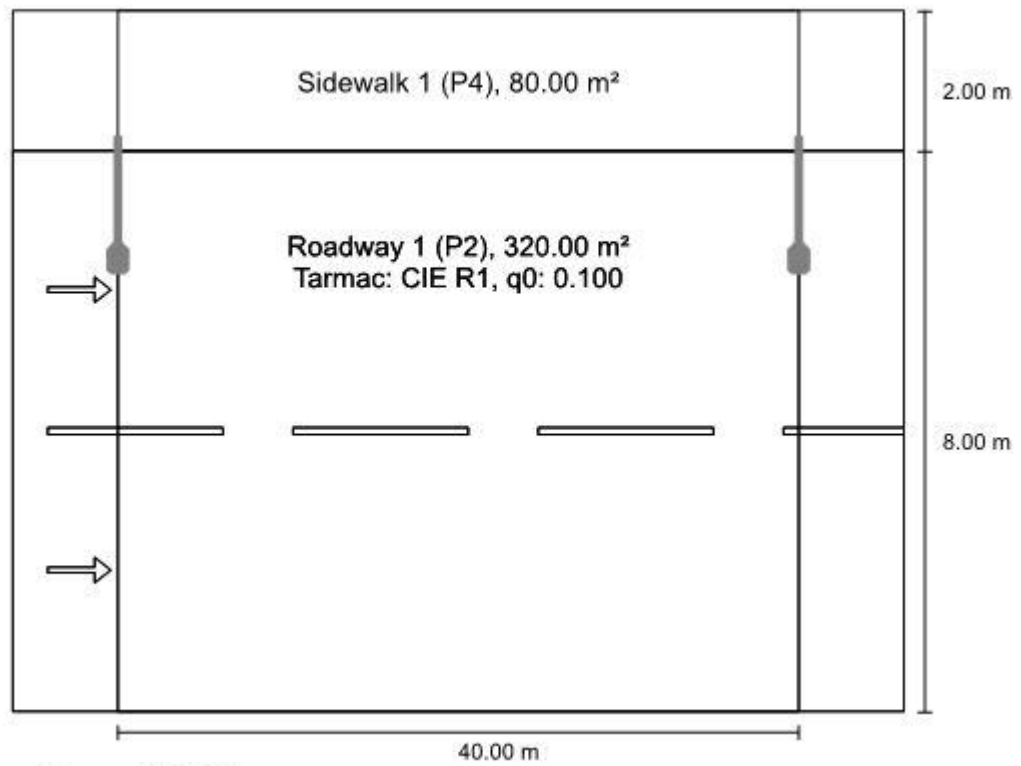 Sidewalk 1 (P4), 80.00 m²
2.00 m
Roadway 1 (P2), 320.00 m²
Tarmac: CIE R1, q0: 0.100
8.00 m
40.00 m